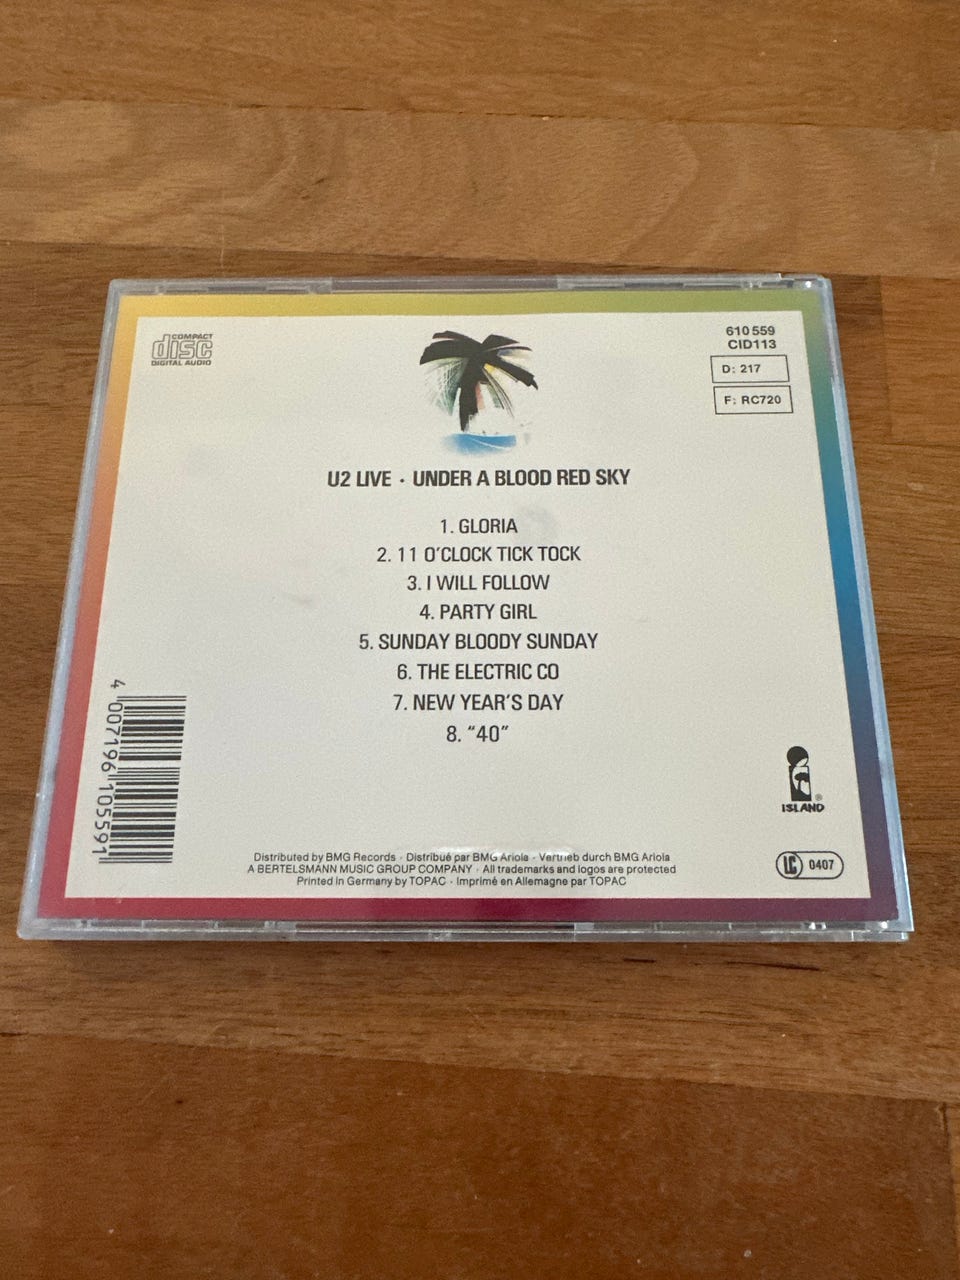 COMPACT
disc
DIGITAL AUDIO
610 559
CID113
D: 217
F: RC720
U2 LIVE · UNDER A BLOOD RED SKY
1. GLORIA
2. 11 O'CLOCK TICK TOCK
3. I WILL FOLLOW
4. PARTY GIRL
5. SUNDAY BLOODY SUNDAY
6. THE ELECTRIC CO
7. NEW YEAR'S DAY
8. “40”
4 007196 105591
ISLAND®
Distributed by BMG Records · Distribué par BMG Ariola · Vertrieb durch BMG Ariola
A BERTELSMANN MUSIC GROUP COMPANY · All trademarks and logos are protected
Printed in Germany by TOPAC · Imprimé en Allemagne par TOPAC
LC 0407